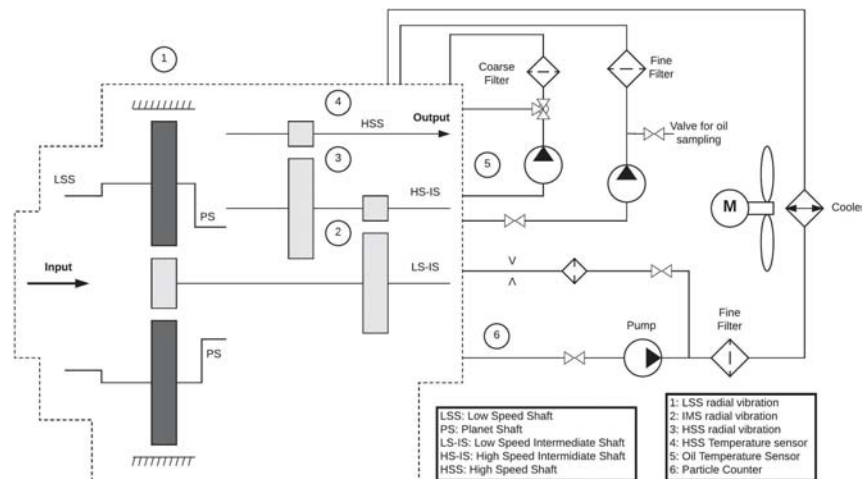 1
4
HSS
Output
3
LSS
HS-IS
PS
2
Input
LS-IS
PS
Coarse
Filter
Fine
Filter
5
Valve for oil
sampling
M
Cooler
V
Λ
6
Pump
Fine
Filter
LSS: Low Speed Shaft
PS: Planet Shaft
LS-IS: Low Speed Intermediate Shaft
HS-IS: High Speed Intermidiate Shaft
HSS: High Speed Shaft
1: LSS radial vibration
2: IMS radial vibration
3: HSS radial vibration
4: HSS Temperature sensor
5: Oil Temperature Sensor
6: Particle Counter